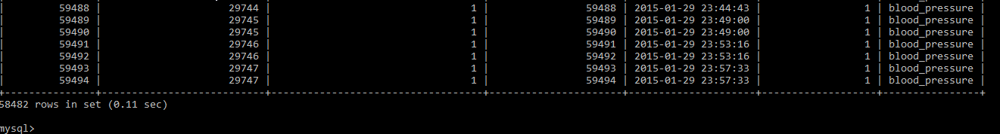 | 59488 | 29744 | 1 | 59488 | 2015-01-29 23:44:43 | 1 | blood_pressure |
| 59489 | 29745 | 1 | 59489 | 2015-01-29 23:49:00 | 1 | blood_pressure |
| 59490 | 29745 | 1 | 59490 | 2015-01-29 23:49:00 | 1 | blood_pressure |
| 59491 | 29746 | 1 | 59491 | 2015-01-29 23:53:16 | 1 | blood_pressure |
| 59492 | 29746 | 1 | 59492 | 2015-01-29 23:53:16 | 1 | blood_pressure |
| 59493 | 29747 | 1 | 59493 | 2015-01-29 23:57:33 | 1 | blood_pressure |
| 59494 | 29747 | 1 | 59494 | 2015-01-29 23:57:33 | 1 | blood_pressure |
58482 rows in set (0.11 sec)
mysql>